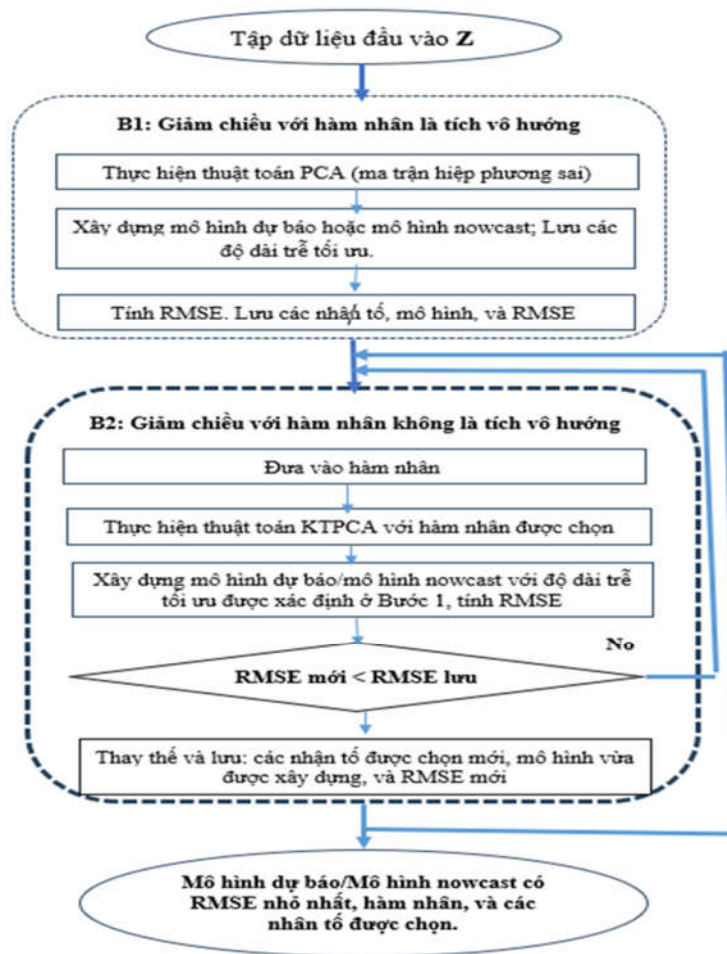 Tập dữ liệu đầu vào Z
B1: Giảm chiều với hàm nhân là tích vô hướng
Thực hiện thuật toán PCA (ma trận hiệp phương sai)
Xây dựng mô hình dự báo hoặc mô hình nowcast; Lưu các
độ dài trễ tối ưu.
Tính RMSE. Lưu các nhân tố, mô hình, và RMSE
B2: Giảm chiều với hàm nhân không là tích vô hướng
Đưa vào hàm nhân
Thực hiện thuật toán KTPCA với hàm nhân được chọn
Xây dựng mô hình dự báo/mô hình nowcast với độ dài trễ
tối ưu được xác định ở Bước 1, tính RMSE
No
RMSE mới < RMSE lưu
Thay thế và lưu: các nhận tố được chọn mới, mô hình vừa
được xây dựng, và RMSE mới
Mô hình dự báo/Mô hình nowcast có
RMSE nhỏ nhất, hàm nhân, và các
nhân tố được chọn.